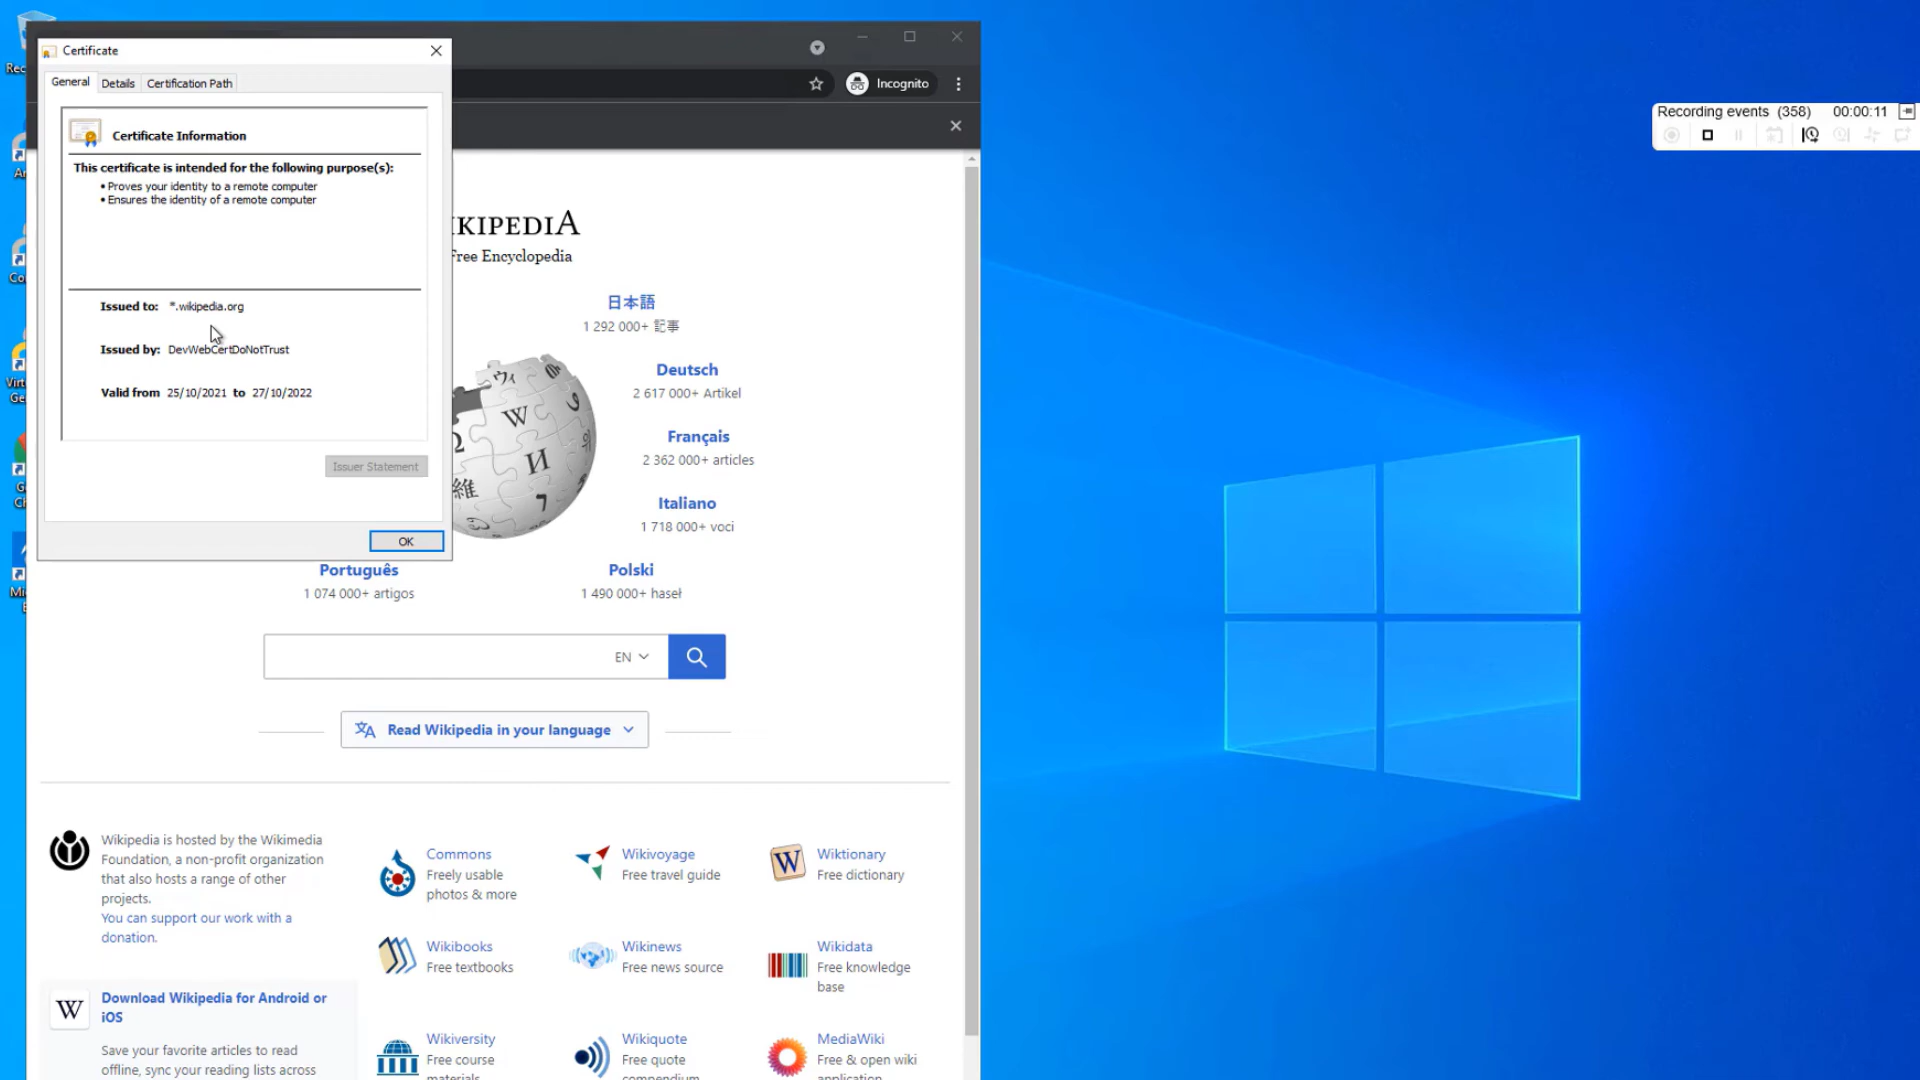 Certificate
General
Details
Certification Path
Certificate Information
This certificate is intended for the following purpose(s):
• Proves your identity to a remote computer
• Ensures the identity of a remote computer
Issued to: *.wikipedia.org
Issued by: DevWebCertDoNotTrust
Valid from 25/10/2021 to 27/10/2022
Issuer Statement
OK
Incognito
Recording events (358) 00:00:11
IKIPEDIA
Free Encyclopedia
日本語
1 292 000+ 記事
Deutsch
2 617 000+ Artikel
Français
2 362 000+ articles
Italiano
1 718 000+ voci
Português
1 074 000+ artigos
Polski
1 490 000+ haseł
EN
Read Wikipedia in your language
Wikipedia is hosted by the Wikimedia
Foundation, a non-profit organization
that also hosts a range of other
projects.
You can support our work with a
donation.
Download Wikipedia for Android or
iOS
Save your favorite articles to read
offline, sync your reading lists across
Commons
Freely usable
photos & more
Wikivoyage
Free travel guide
Wiktionary
Free dictionary
Wikibooks
Free textbooks
Wikinews
Free news source
Wikidata
Free knowledge
base
Wikiversity
Free course
materials
Wikiquote
Free quote
compendium
MediaWiki
Free & open wiki
application